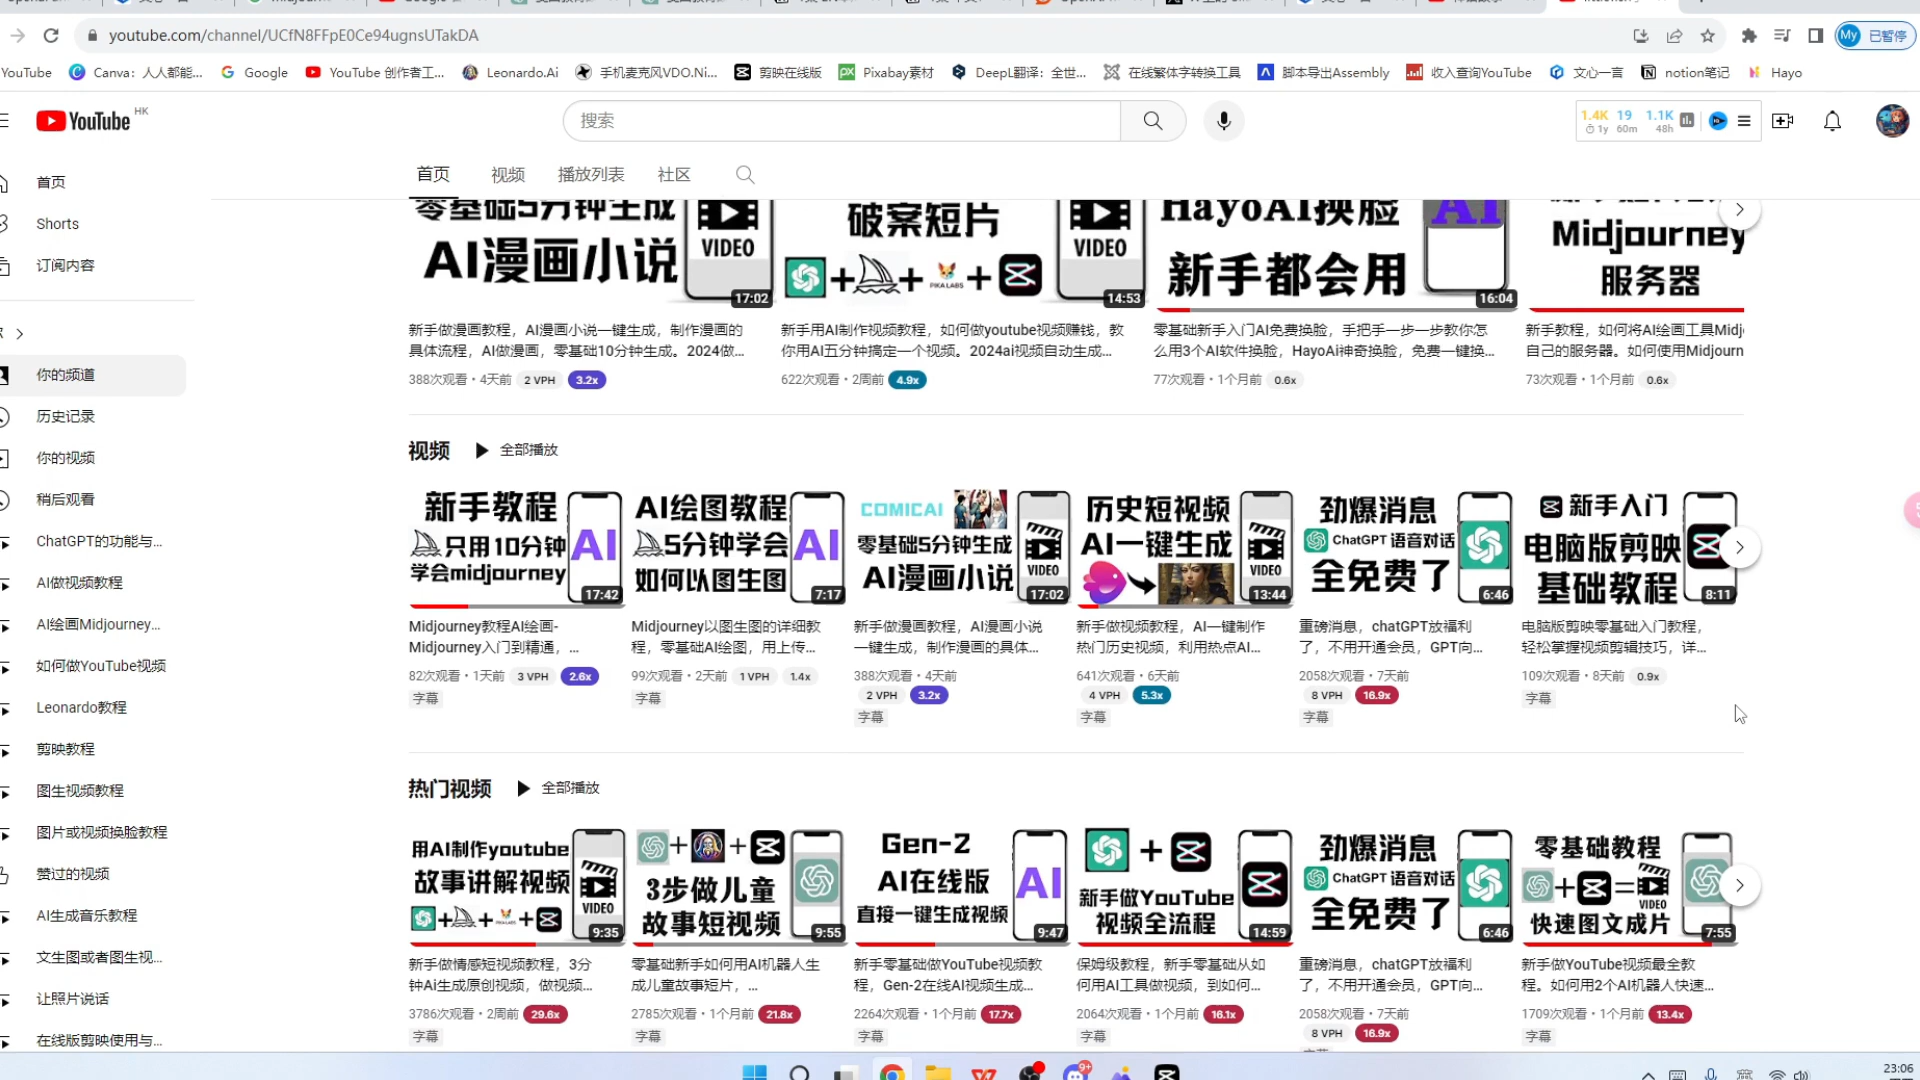 youtube.com/channel/UCfN8FFpE0Ce94ugnsUTakDA
My 已暂停
YouTube
Canva：人人都能...
Google
YouTube 创作者工...
Leonardo.Ai
手机麦克风VDO.Ni...
剪映在线版
Pixabay素材
DeepL翻译：全世...
在线繁体字转换工具
脚本导出Assembly
收入查询YouTube
文心一言
notion笔记
Hayo
YouTube HK
搜索
1.4K 19 1.1K
1y 60m 48h
首页 视频 播放列表 社区
首页
Shorts
订阅内容
你的频道
历史记录
你的视频
稍后观看
ChatGPT的功能与...
AI做视频教程
AI绘画Midjourney...
如何做YouTube视频
Leonardo教程
剪映教程
图生视频教程
图片或视频换脸教程
赞过的视频
AI生成音乐教程
文生图或者图生视...
让照片说话
在线版剪映使用与...
零基础5分钟生成
AI漫画小说
VIDEO
17:02
破案短片
PIKA LABS
VIDEO
14:53
HayoAI换脸
新手都会用
AI
16:04
Midjourney
服务器
新手做漫画教程，AI漫画小说一键生成，制作漫画的
具体流程，AI做漫画，零基础10分钟生成。2024做...
388次观看・4天前 2 VPH 3.2x
新手用AI制作视频教程，如何做youtube视频赚钱，教
你用AI五分钟搞定一个视频。2024ai视频自动生成...
622次观看・2周前 4.9x
零基础新手入门AI免费换脸，手把手一步一步教你怎
么用3个AI软件换脸，HayoAi神奇换脸，免费一键换...
77次观看・1个月前 0.6x
新手教程，如何将AI绘画工具Midj
自己的服务器。如何使用Midjourn
73次观看・1个月前 0.6x
视频 全部播放
新手教程
只用10分钟
学会midjourney
AI
17:42
AI绘图教程
5分钟学会
如何以图生图
AI
7:17
COMICAI
零基础5分钟生成
AI漫画小说
VIDEO
17:02
历史短视频
AI一键生成
VIDEO
13:44
劲爆消息
ChatGPT 语音对话
全免费了
6:46
新手入门
电脑版剪映
基础教程
8:11
Midjourney教程AI绘画-
Midjourney入门到精通，...
82次观看・1天前 3 VPH 2.6x
字幕
Midjourney以图生图的详细教
程，零基础AI绘图，用上传...
99次观看・2天前 1 VPH 1.4x
字幕
新手做漫画教程，AI漫画小说
一键生成，制作漫画的具体...
388次观看・4天前
2 VPH 3.2x
字幕
新手做视频教程，AI一键制作
热门历史视频，利用热点AI...
641次观看・6天前
4 VPH 5.3x
字幕
重磅消息，chatGPT放福利
了，不用开通会员，GPT向...
2058次观看・7天前
8 VPH 16.9x
字幕
电脑版剪映零基础入门教程，
轻松掌握视频剪辑技巧，详...
109次观看・8天前 0.9x
字幕
热门视频 全部播放
用AI制作youtube
故事讲解视频
VIDEO
9:35
3步做儿童
故事短视频
9:55
Gen-2
AI在线版
直接一键生成视频
AI
9:47
新手做YouTube
视频全流程
14:59
劲爆消息
ChatGPT 语音对话
全免费了
6:46
零基础教程
VIDEO
快速图文成片
7:55
新手做情感短视频教程，3分
钟Ai生成原创视频，做视频...
3786次观看・2周前 29.6x
字幕
零基础新手如何用AI机器人生
成儿童故事短片，...
2785次观看・1个月前 21.8x
字幕
新手零基础做YouTube视频教
程，Gen-2在线AI视频生成...
2264次观看・1个月前 17.7x
字幕
保姆级教程，新手零基础从如
何用AI工具做视频，到如何...
2064次观看・1个月前 16.1x
字幕
重磅消息，chatGPT放福利
了，不用开通会员，GPT向...
2058次观看・7天前
8 VPH 16.9x
新手做YouTube视频最全教
程。如何用2个AI机器人快速...
1709次观看・1个月前 13.4x
字幕
9+
23:06